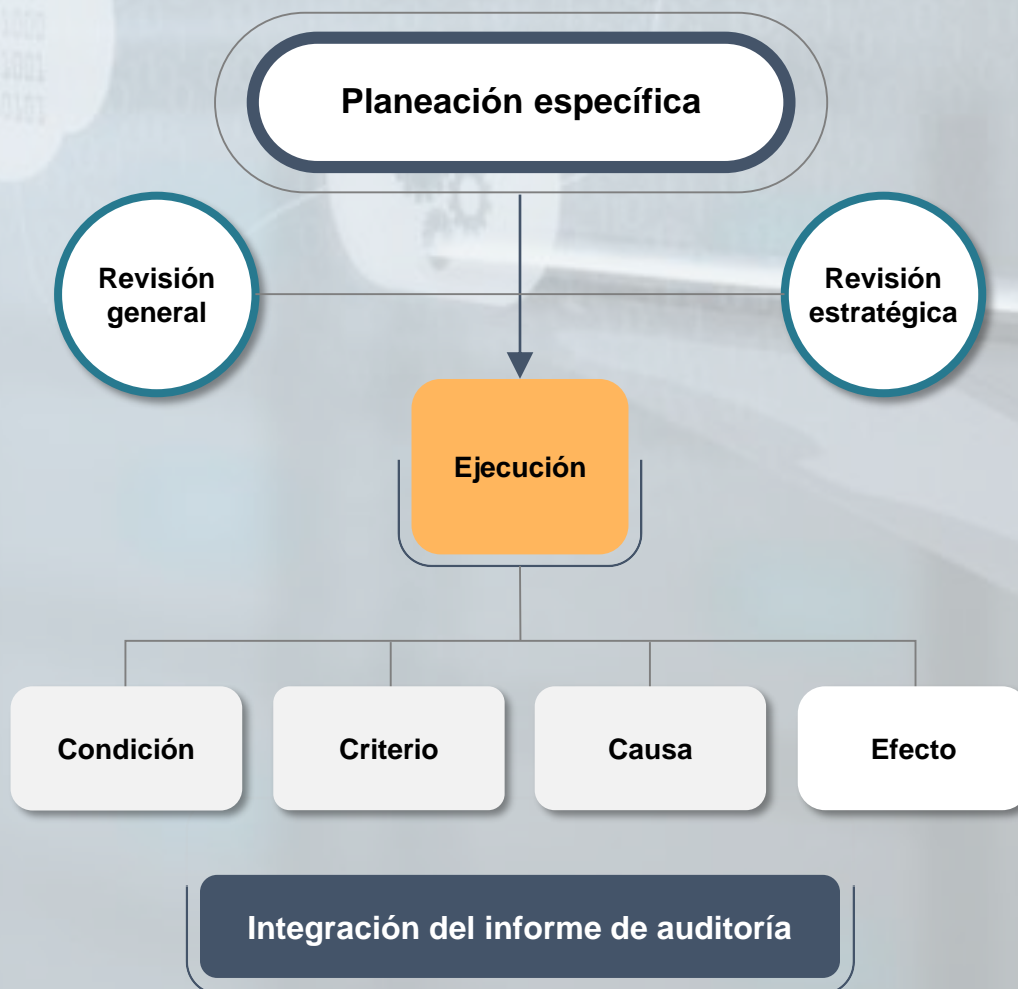 Planeación específica
Revisión
general
Revisión
estratégica
Ejecución
Condición
Criterio
Causa
Efecto
Integración del informe de auditoría